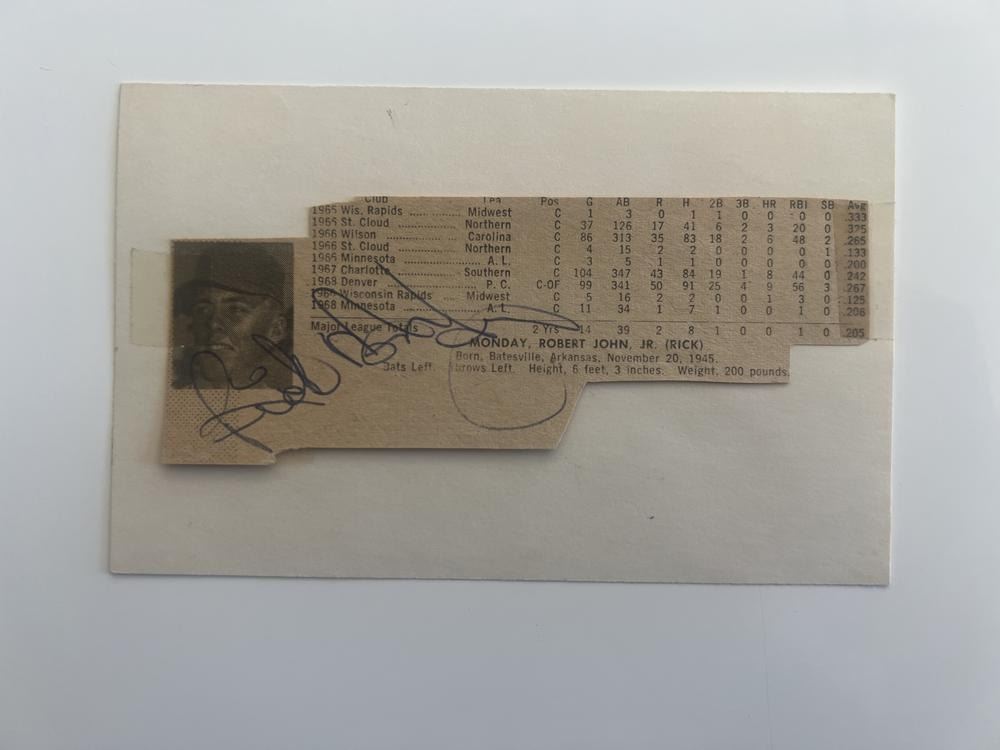 Club Lea Pos G AB R H 2B 3B HR RBI SB Avg
1965 Wis. Rapids Midwest C 1 3 0 1 1 0 0 0 0 .333
1965 St. Cloud Northern C 37 126 17 41 6 2 3 20 0 .325
1966 Wilson Carolina C 86 313 35 83 18 2 6 48 2 .265
1966 St. Cloud Northern C 4 15 2 2 0 0 0 0 1 .133
1966 Minnesota A. L. C 3 5 1 1 0 0 0 0 0 .200
1967 Charlotte Southern C 104 347 43 84 19 1 8 44 0 .242
1968 Denver P. C. C-OF 99 341 50 91 25 4 9 56 3 .267
1968 Wisconsin Rapids Midwest C 5 16 2 2 0 0 1 3 0 .125
1968 Minnesota A. L. C 11 34 1 7 1 0 0 1 0 .206
Major League Totals 2 Yrs 14 39 2 8 1 0 0 1 0 .205
MONDAY, ROBERT JOHN, JR. (RICK)
Born, Batesville, Arkansas, November 20, 1945.
Bats Left. Throws Left. Height, 6 feet, 3 inches. Weight, 200 pounds.